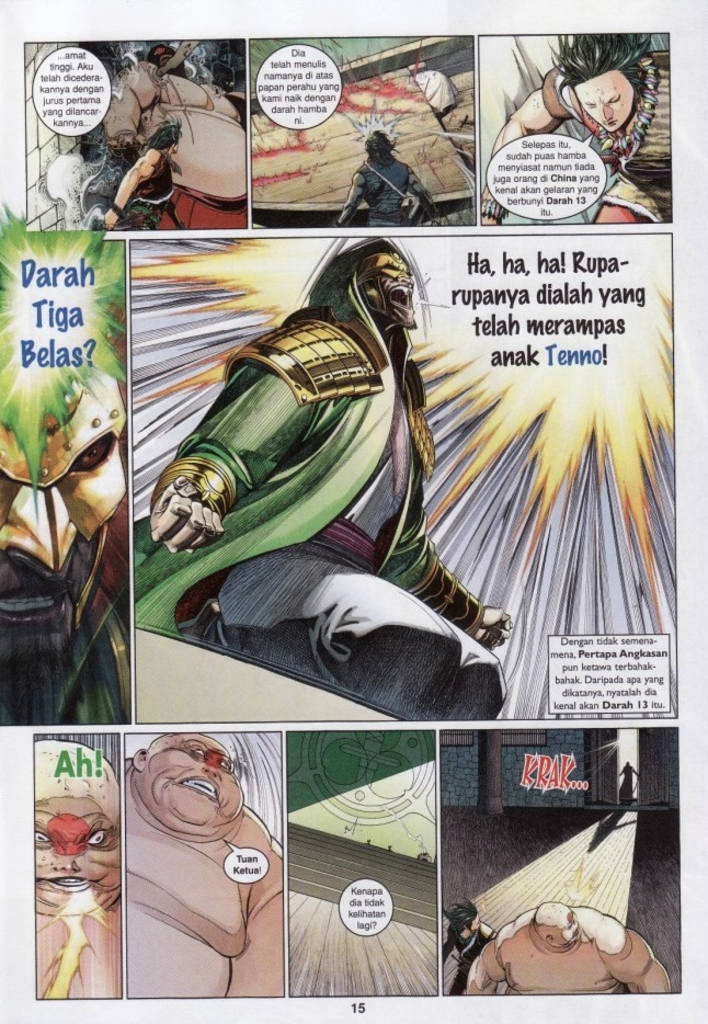 ...amat
tinggi. Aku
telah dicedera-
kannya dengan
jurus pertama
yang dilancar-
kannya...
Dia
telah menulis
namanya di atas
papan perahu yang
kami naik dengan
darah hamba
ni.
Selepas itu,
sudah puas hamba
menyiasat namun tiada
juga orang di China yang
kenal akan gelaran yang
berbunyi Darah 13
itu.
Darah
Tiga
Belas?
Ha, ha, ha! Rupa-
rupanya dialah yang
telah merampas
anak Tenno!
Dengan tidak semena-
mena, Pertapa Angkasan
pun ketawa terbahak-
bahak. Daripada apa yang
dikatanya, nyatalah dia
kenal akan Darah 13 itu.
Ah!
Tuan
Ketua!
Kenapa
dia tidak
kelihatan
lagi?
KRAK...
15